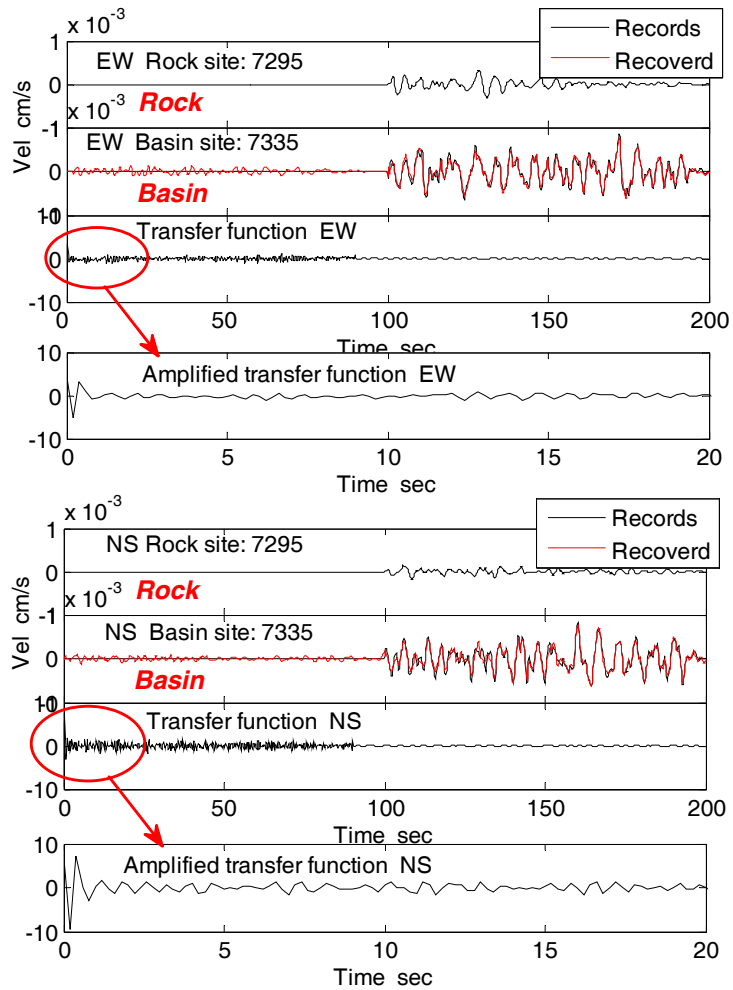 x 10⁻³
1
EW Rock site: 7295
Records
Recoverd
0
Rock
x 10⁻³
-1
Vel cm/s
EW Basin site: 7335
0
Basin
-1
10
Transfer function EW
0
-10
0 50 100 150 200
Time sec
10
Amplified transfer function EW
0
-10
0 5 10 15 20
Time sec
x 10⁻³
1
NS Rock site: 7295
Records
Recoverd
0
Rock
x 10⁻³
-1
Vel cm/s
NS Basin site: 7335
0
Basin
-1
10
Transfer function NS
0
-10
0 50 100 150 200
Time sec
10
Amplified transfer function NS
0
-10
0 5 10 15 20
Time sec